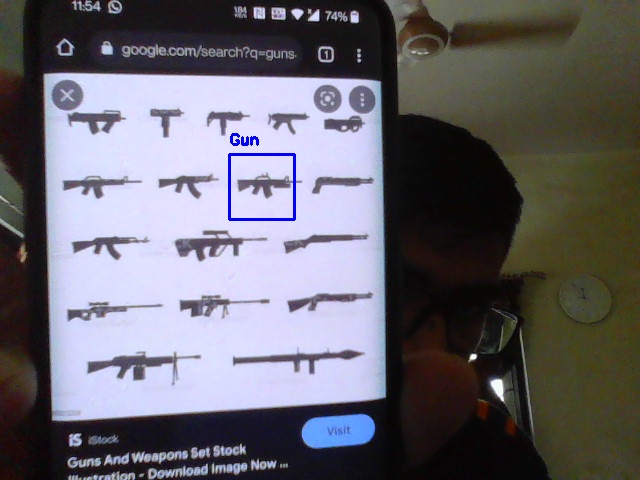 11:54
184
74%
google.com/search?q=guns-
1
Gun
iS iStock
Visit
Guns And Weapons Set Stock
Illustration - Download Image Now ...